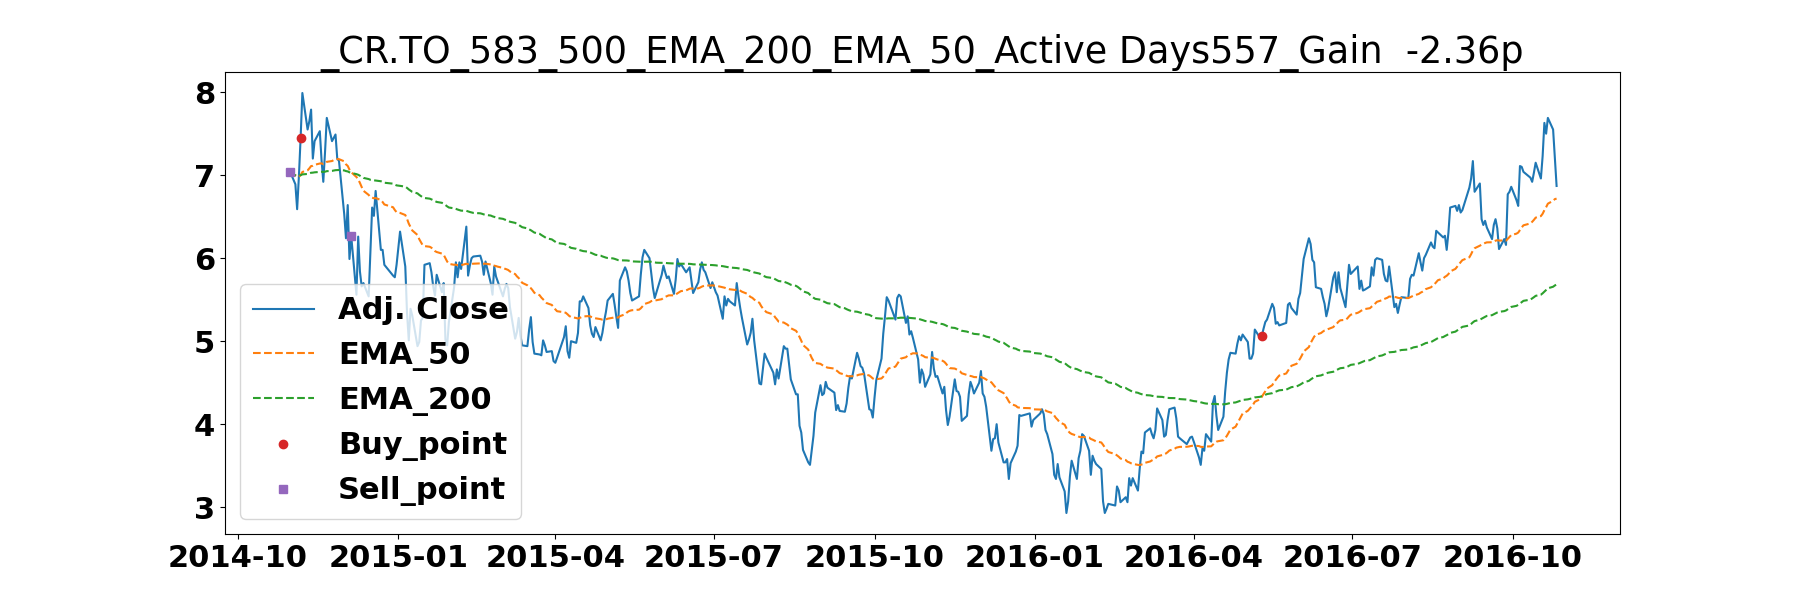 _CR.TO_583_500_EMA_200_EMA_50_Active Days557_Gain  -2.36p
8
7
6
5
4
3
Adj. Close
EMA_50
EMA_200
Buy_point
Sell_point
2014-10 2015-01 2015-04 2015-07 2015-10 2016-01 2016-04 2016-07 2016-10